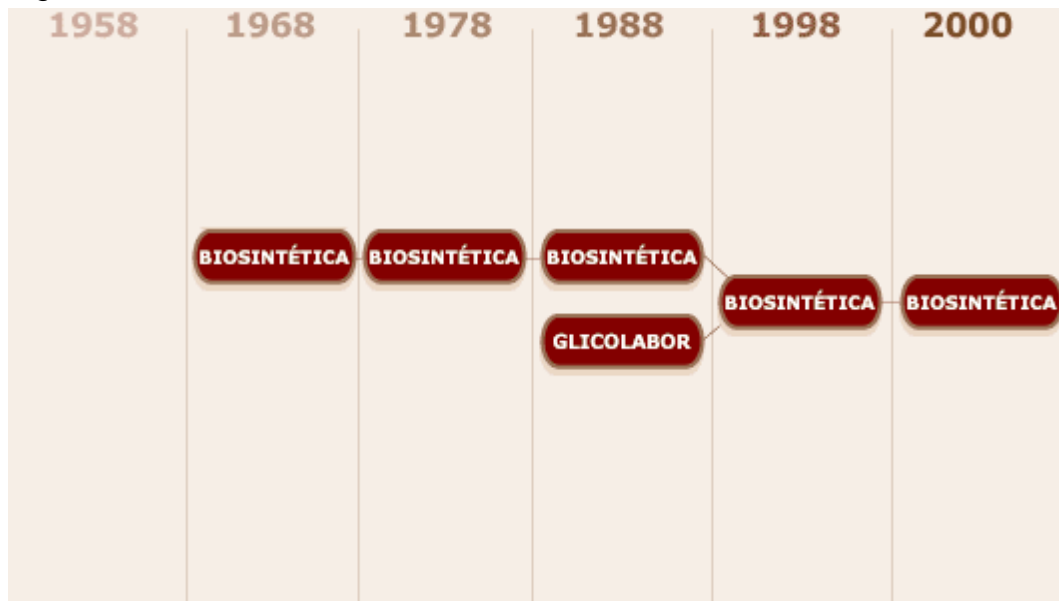 1958 1968 1978 1988 1998 2000
BIOSINTÉTICA BIOSINTÉTICA BIOSINTÉTICA
BIOSINTÉTICA BIOSINTÉTICA
GLICOLABOR